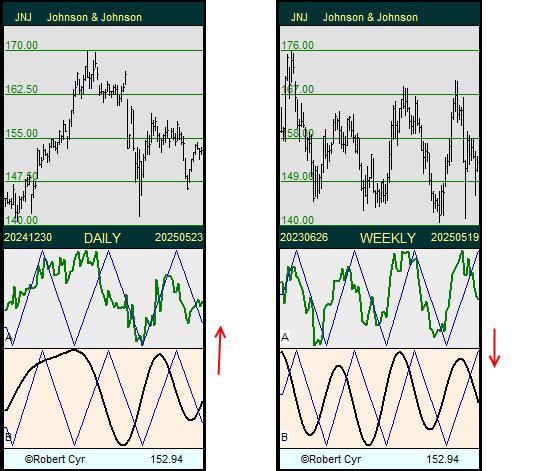 JNJ Johnson & Johnson
170.00
162.50
155.00
147.50
140.00
20241230 DAILY 20250523
A
B
©Robert Cyr 152.94
JNJ Johnson & Johnson
176.00
167.00
158.00
149.00
140.00
20230626 WEEKLY 20250519
A
B
©Robert Cyr 152.94